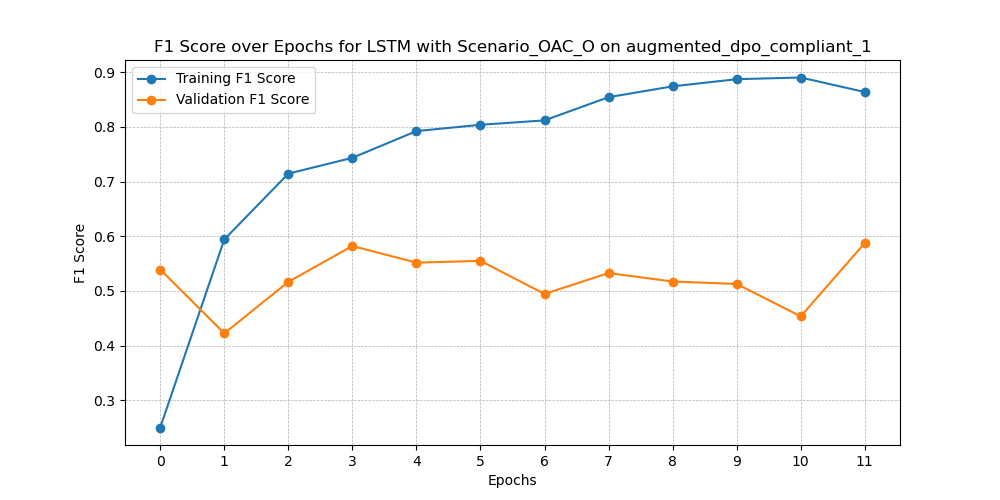 F1 Score over Epochs for LSTM with Scenario_OAC_O on augmented_dpo_compliant_1
Training F1 Score
Validation F1 Score
F1 Score
0.9
0.8
0.7
0.6
0.5
0.4
0.3
0 1 2 3 4 5 6 7 8 9 10 11
Epochs